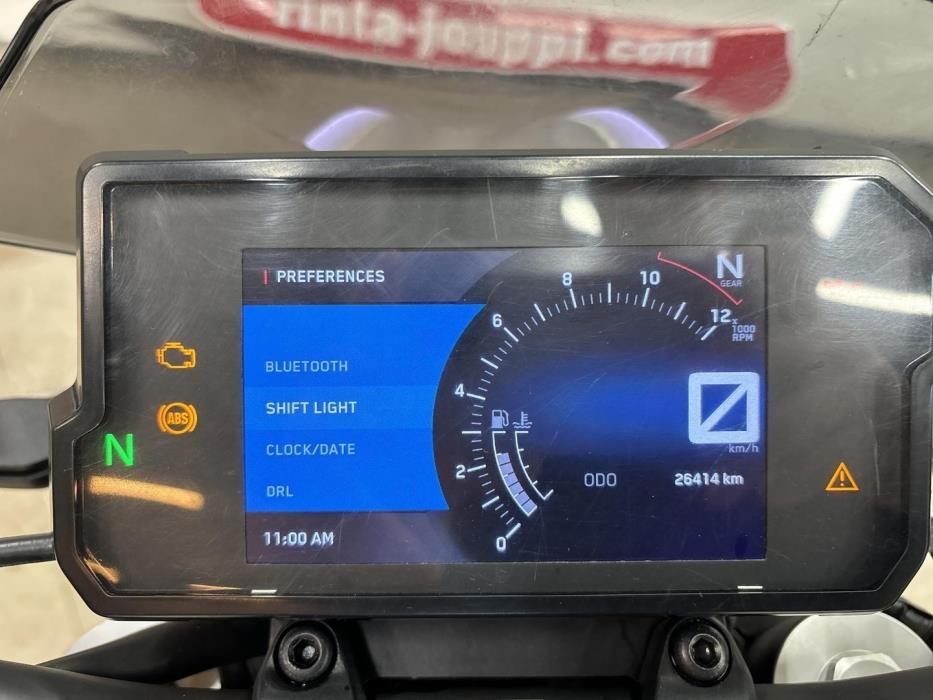 rinta-jouppi.com
PREFERENCES
BLUETOOTH
SHIFT LIGHT
CLOCK/DATE
DRL
11:00 AM
0
2
4
6
8
10
12
x
1000
RPM
N
GEAR
0
km/h
ODO
26414 km
ABS
N